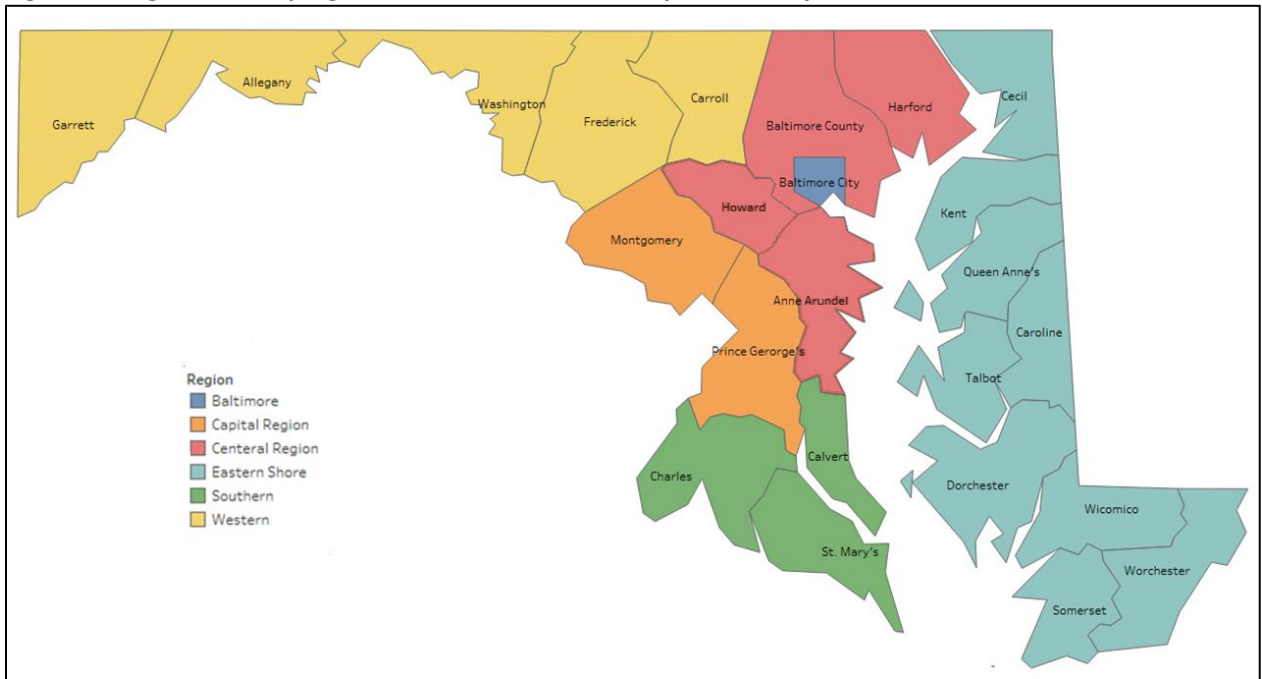 Garrett
Allegany
Washington
Frederick
Carroll
Baltimore County
Harford
Cecil
Baltimore City
Howard
Kent
Montgomery
Queen Anne's
Anne Arundel
Caroline
Prince Gerorge's
Talbot
Region
Baltimore
Capital Region
Centeral Region
Eastern Shore
Southern
Western
Calvert
Charles
Dorchester
Wicomico
St. Mary's
Worchester
Somerset